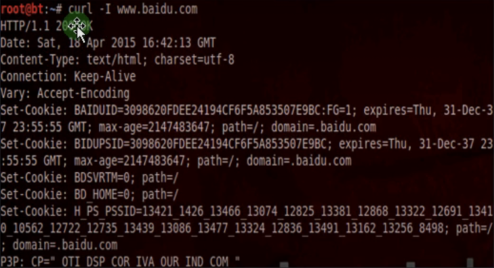 root@bt:~# curl -I www.baidu.com
HTTP/1.1 20 K
Date: Sat, 18 Apr 2015 16:42:13 GMT
Content-Type: text/html; charset=utf-8
Connection: Keep-Alive
Vary: Accept-Encoding
Set-Cookie: BAIDUID=3098620FDEE24194CF6F5A853507E9BC:FG=1; expires=Thu, 31-Dec-3
7 23:55:55 GMT; max-age=2147483647; path=/; domain=.baidu.com
Set-Cookie: BIDUPSID=3098620FDEE24194CF6F5A853507E9BC; expires=Thu, 31-Dec-37 23
:55:55 GMT; max-age=2147483647; path=/; domain=.baidu.com
Set-Cookie: BDSVRTM=0; path=/
Set-Cookie: BD_HOME=0; path=/
Set-Cookie: H_PS_PSSID=13421_1426_13466_13074_12825_13381_12868_13322_12691_1341
0_10562_12722_12735_13439_13086_13477_13324_12836_13491_13162_13256_8498; path=/
; domain=.baidu.com
P3P: CP=" OTI DSP COR IVA OUR IND COM "